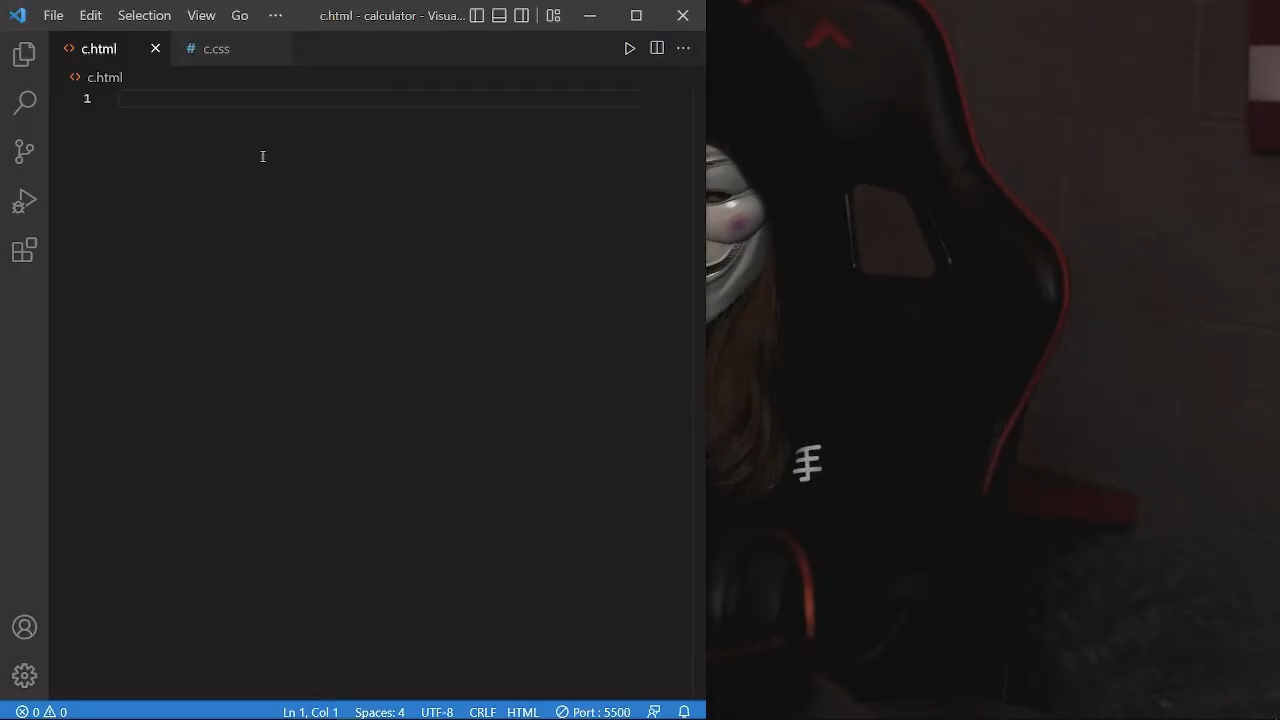 File Edit Selection View Go ··· c.html - calculator - Visua...
c.html # c.css ···
c.html
1
0 0 Ln 1, Col 1 Spaces: 4 UTF-8 CRLF HTML Port : 5500